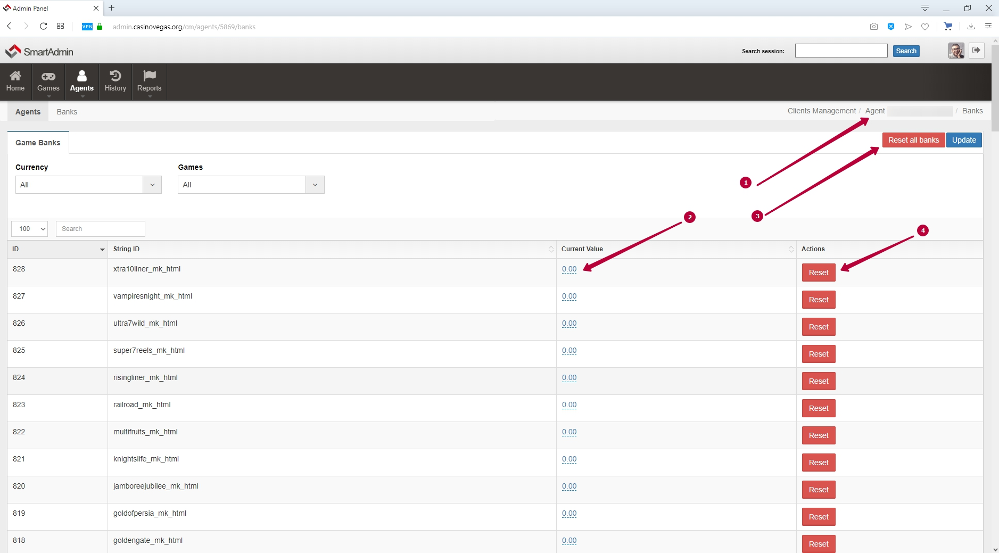 Admin Panel
VPN
admin.casinovegas.org/cm/agents/5869/banks
SmartAdmin
Search session:
Search
Home
Games
Agents
History
Reports
Agents
Banks
Clients Management / Agent / Banks
Game Banks
Reset all banks
Update
Currency
Games
All
All
1
3
2
4
100
Search
ID
String ID
Current Value
Actions
828 xtra10liner_mk_html 0.00 Reset
827 vampiresnight_mk_html 0.00 Reset
826 ultra7wild_mk_html 0.00 Reset
825 super7reels_mk_html 0.00 Reset
824 risingliner_mk_html 0.00 Reset
823 railroad_mk_html 0.00 Reset
822 multifruits_mk_html 0.00 Reset
821 knightslife_mk_html 0.00 Reset
820 jamboreejubilee_mk_html 0.00 Reset
819 goldofpersia_mk_html 0.00 Reset
818 goldengate_mk_html 0.00 Reset